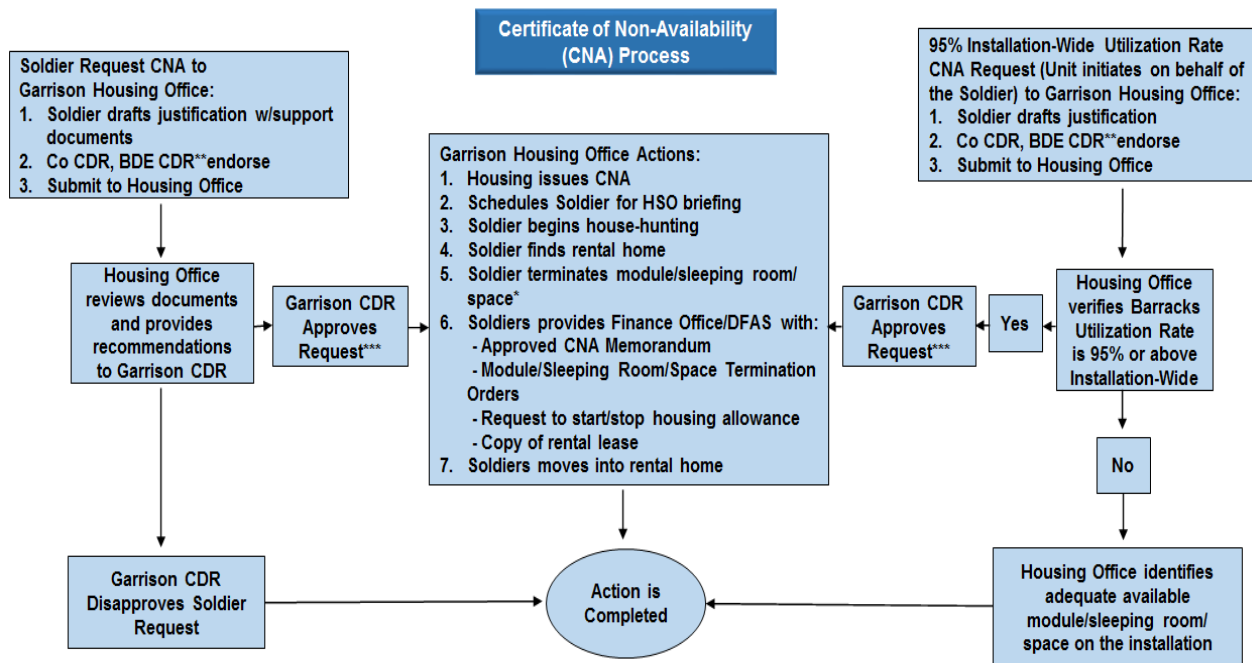 Certificate of Non-Availability
(CNA) Process
Soldier Request CNA to
Garrison Housing Office:
1. Soldier drafts justification w/support
documents
2. Co CDR, BDE CDR**endorse
3. Submit to Housing Office
95% Installation-Wide Utilization Rate
CNA Request (Unit initiates on behalf of
the Soldier) to Garrison Housing Office:
1. Soldier drafts justification
2. Co CDR, BDE CDR**endorse
3. Submit to Housing Office
Garrison Housing Office Actions:
1. Housing issues CNA
2. Schedules Soldier for HSO briefing
3. Soldier begins house-hunting
4. Soldier finds rental home
5. Soldier terminates module/sleeping room/
space*
6. Soldiers provides Finance Office/DFAS with:
- Approved CNA Memorandum
- Module/Sleeping Room/Space Termination
Orders
- Request to start/stop housing allowance
- Copy of rental lease
7. Soldiers moves into rental home
Housing Office
reviews documents
and provides
recommendations
to Garrison CDR
Garrison CDR
Approves
Request***
Garrison CDR
Approves
Request***
Yes
Housing Office
verifies Barracks
Utilization Rate
is 95% or above
Installation-Wide
No
Garrison CDR
Disapproves Soldier
Request
Action is
Completed
Housing Office identifies
adequate available
module/sleeping room/
space on the installation